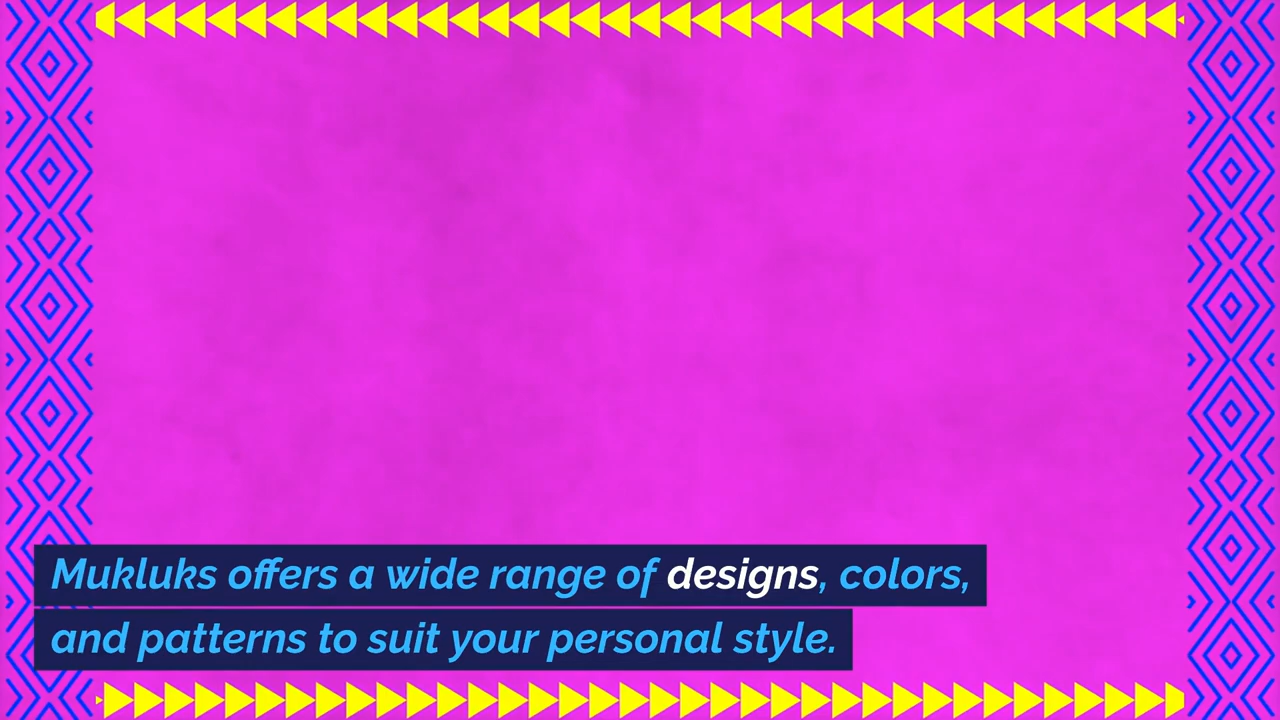 Mukluks offers a wide range of designs, colors,
and patterns to suit your personal style.